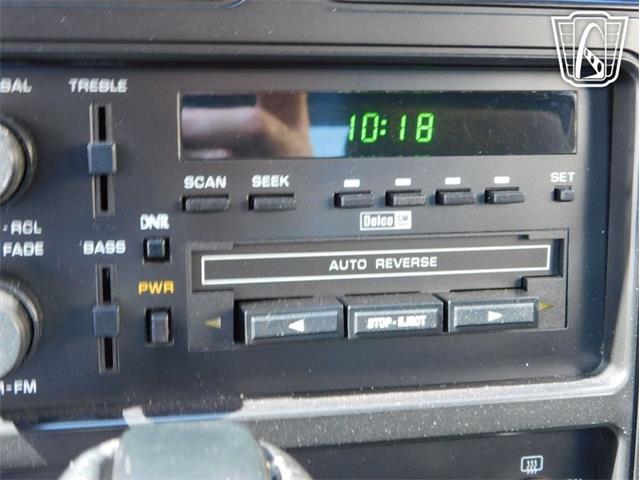 BAL
TREBLE
10:18
SCAN
SEEK
SET
-RCL
FADE
DNR
Delco GM
BASS
AUTO REVERSE
PWR
STOP-EJECT
-FM